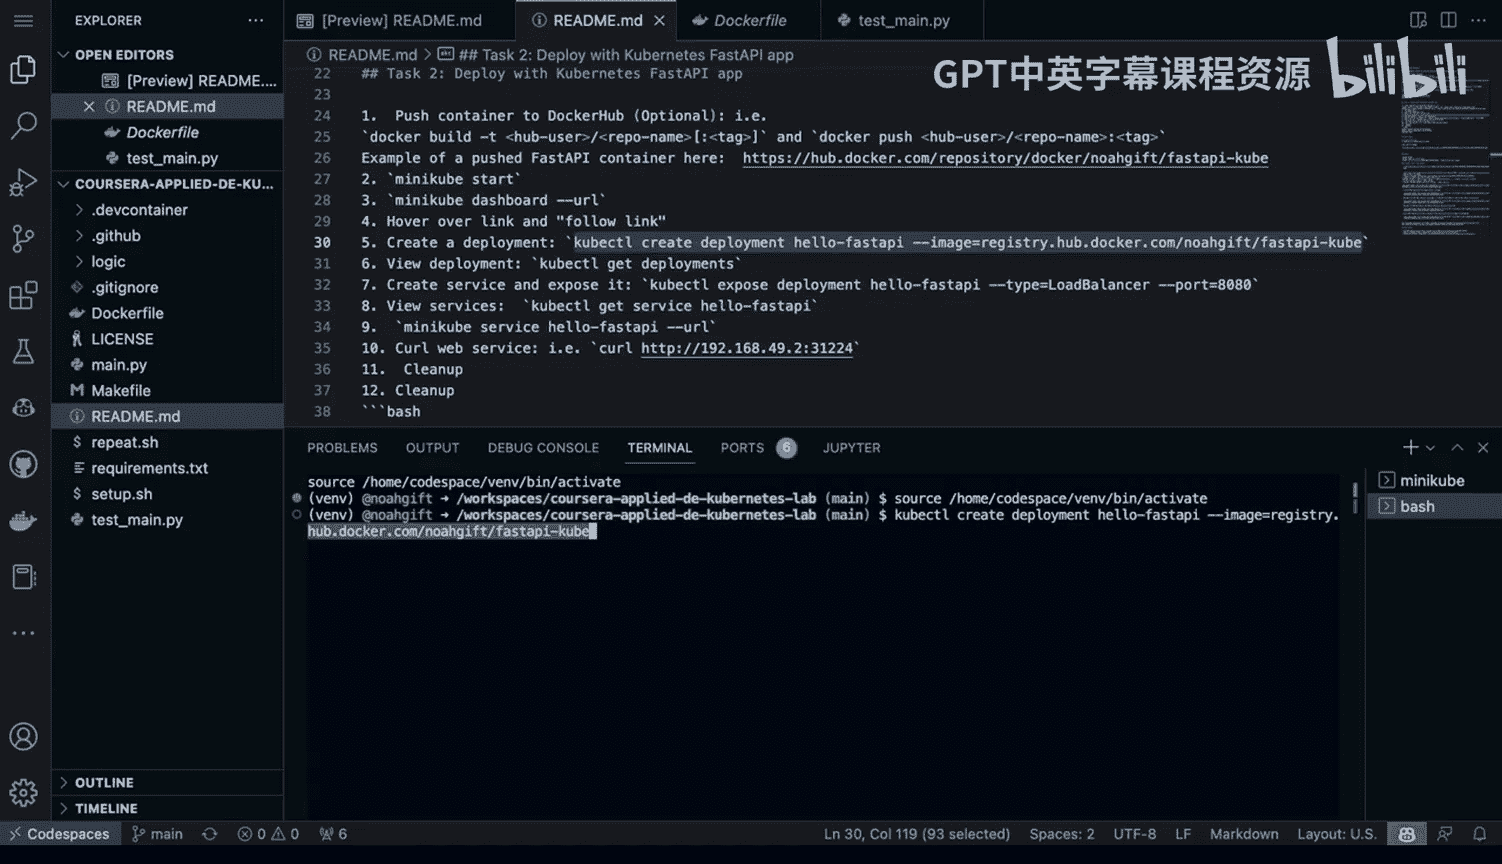 EXPLORER
[Preview] README.md
README.md
Dockerfile
test_main.py
OPEN EDITORS
[Preview] README....
README.md
Dockerfile
test_main.py
COURSERA-APPLIED-DE-KU...
.devcontainer
.github
logic
.gitignore
Dockerfile
LICENSE
main.py
Makefile
README.md
repeat.sh
requirements.txt
setup.sh
test_main.py
OUTLINE
TIMELINE
README.md > ## Task 2: Deploy with Kubernetes FastAPI app
GPT中英字幕课程资源 bilibili
22 ## Task 2: Deploy with Kubernetes FastAPI app
23
24 1.  Push container to DockerHub (Optional): i.e.
25 `docker build -t <hub-user>/<repo-name>[:<tag>]` and `docker push <hub-user>/<repo-name>:<tag>`
26 Example of a pushed FastAPI container here:  https://hub.docker.com/repository/docker/noahgift/fastapi-kube
27 2. `minikube start`
28 3. `minikube dashboard --url`
29 4. Hover over link and "follow link"
30 5. Create a deployment: `kubectl create deployment hello-fastapi --image=registry.hub.docker.com/noahgift/fastapi-kube`
31 6. View deployment: `kubectl get deployments`
32 7. Create service and expose it: `kubectl expose deployment hello-fastapi --type=LoadBalancer --port=8080`
33 8. View services:  `kubectl get service hello-fastapi`
34 9.  `minikube service hello-fastapi --url`
35 10. Curl web service: i.e. `curl http://192.168.49.2:31224`
36 11.  Cleanup
37 12. Cleanup
38 ```bash
PROBLEMS OUTPUT DEBUG CONSOLE TERMINAL PORTS 6 JUPYTER
source /home/codespace/venv/bin/activate
(venv) @noahgift ➜ /workspaces/coursera-applied-de-kubernetes-lab (main) $ source /home/codespace/venv/bin/activate
(venv) @noahgift ➜ /workspaces/coursera-applied-de-kubernetes-lab (main) $ kubectl create deployment hello-fastapi --image=registry.
hub.docker.com/noahgift/fastapi-kube
minikube
bash
Codespaces main 0 0 6 Ln 30, Col 119 (93 selected) Spaces: 2 UTF-8 LF Markdown Layout: U.S.